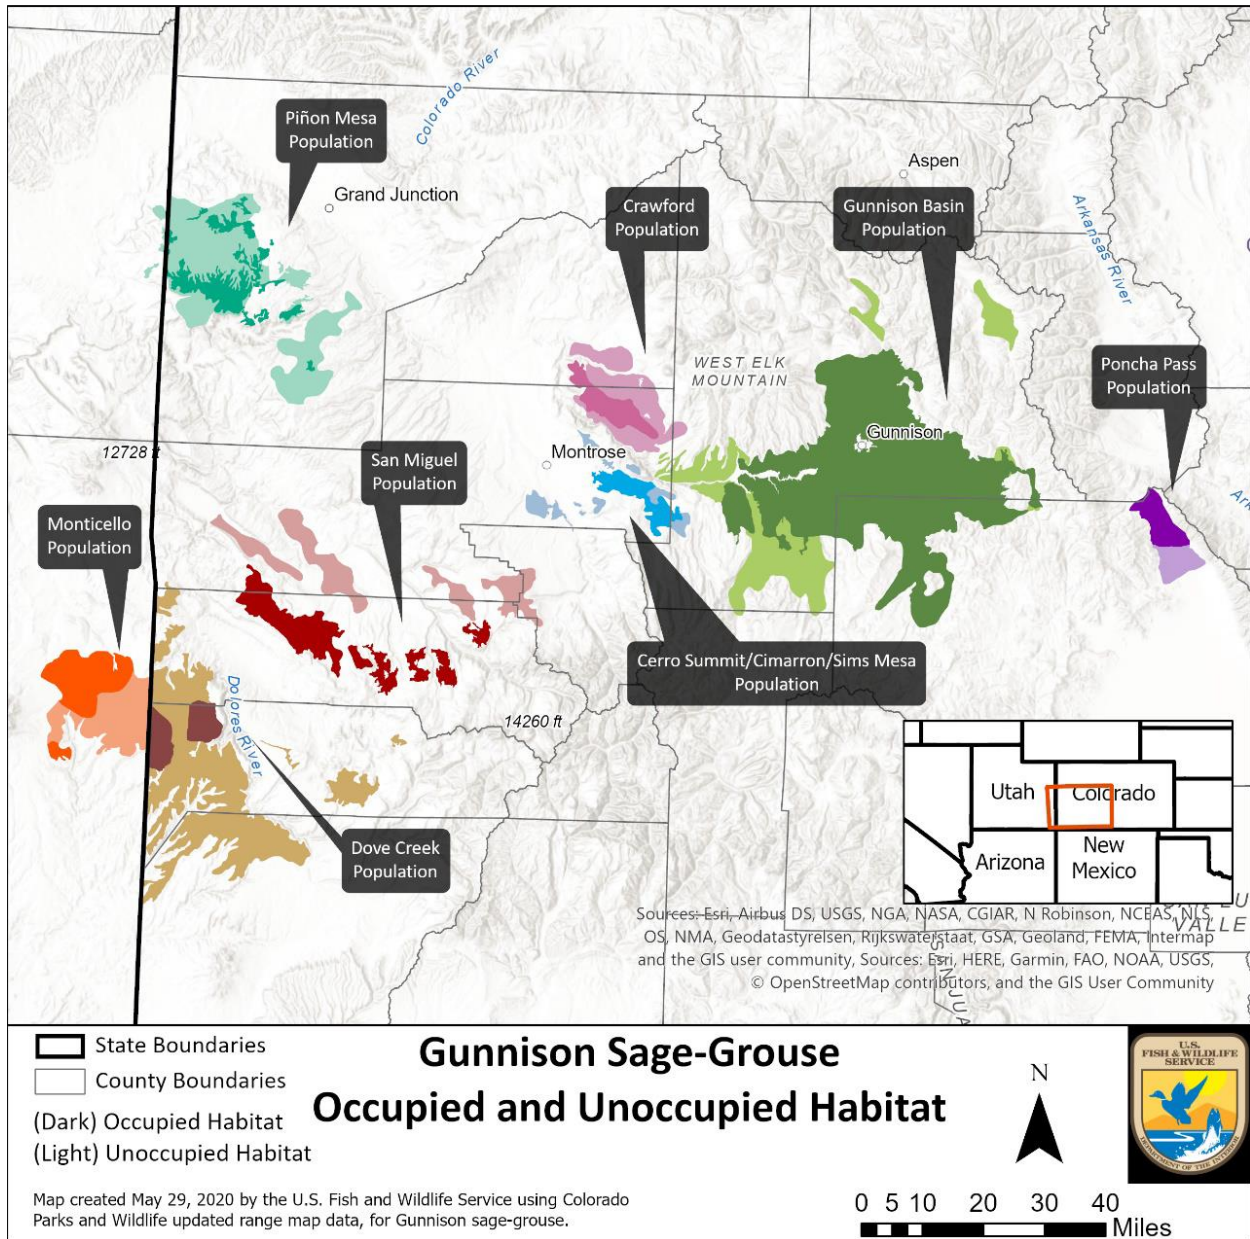 Colorado River
Piñon Mesa
Population
Grand Junction
Aspen
Crawford
Population
Gunnison Basin
Population
Arkansas River
WEST ELK
MOUNTAIN
Poncha Pass
Population
Gunnison
12728 f
Montrose
San Miguel
Population
Monticello
Population
Ark
Cerro Summit/Cimarron/Sims Mesa
Population
Dolores River
14260 ft
Dove Creek
Population
Utah
Colorado
Arizona
New
Mexico
VALLE
SAN JUA
Sources: Esri, Airbus DS, USGS, NGA, NASA, CGIAR, N Robinson, NCEAS, NLS,
OS, NMA, Geodatastyrelsen, Rijkswaterstaat, GSA, Geoland, FEMA, Intermap
and the GIS user community, Sources: Esri, HERE, Garmin, FAO, NOAA, USGS,
© OpenStreetMap contributors, and the GIS User Community
State Boundaries
County Boundaries
(Dark) Occupied Habitat
(Light) Unoccupied Habitat
Gunnison Sage-Grouse
Occupied and Unoccupied Habitat
Map created May 29, 2020 by the U.S. Fish and Wildlife Service using Colorado
Parks and Wildlife updated range map data, for Gunnison sage-grouse.
N
0 5 10 20 30 40
Miles
U.S.
FISH & WILDLIFE
SERVICE
DEPARTMENT OF THE INTERIOR